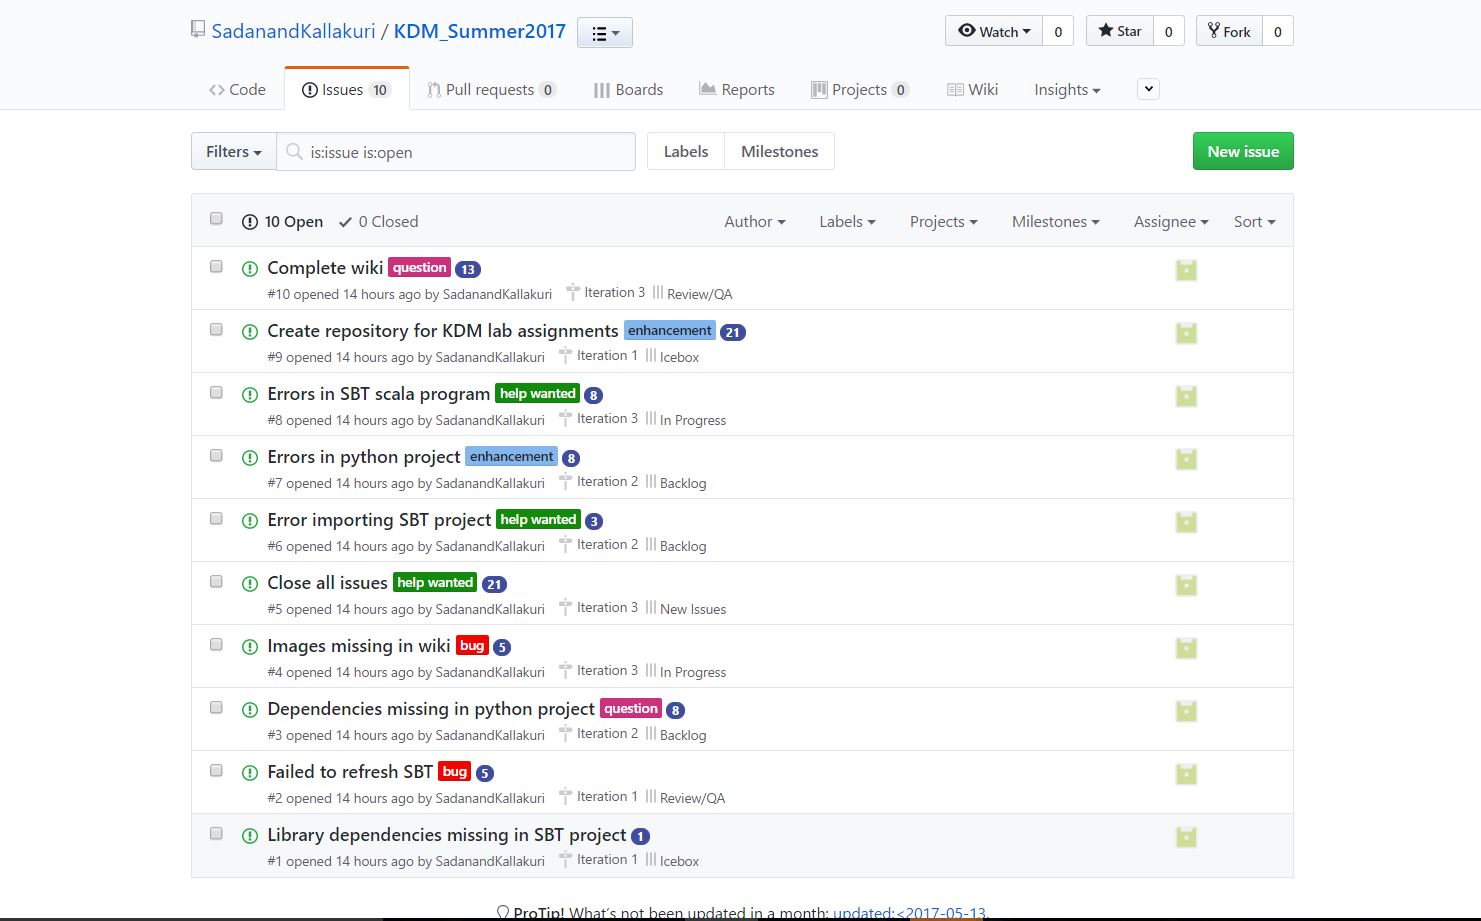 SadanandKallakuri / KDM_Summer2017
Watch 0 Star 0 Fork 0
Code Issues 10 Pull requests 0 Boards Reports Projects 0 Wiki Insights
Filters is:issue is:open Labels Milestones New issue
10 Open 0 Closed Author Labels Projects Milestones Assignee Sort
Complete wiki question 13
#10 opened 14 hours ago by SadanandKallakuri Iteration 3 Review/QA
Create repository for KDM lab assignments enhancement 21
#9 opened 14 hours ago by SadanandKallakuri Iteration 1 Icebox
Errors in SBT scala program help wanted 8
#8 opened 14 hours ago by SadanandKallakuri Iteration 3 In Progress
Errors in python project enhancement 8
#7 opened 14 hours ago by SadanandKallakuri Iteration 2 Backlog
Error importing SBT project help wanted 3
#6 opened 14 hours ago by SadanandKallakuri Iteration 2 Backlog
Close all issues help wanted 21
#5 opened 14 hours ago by SadanandKallakuri Iteration 3 New Issues
Images missing in wiki bug 5
#4 opened 14 hours ago by SadanandKallakuri Iteration 3 In Progress
Dependencies missing in python project question 8
#3 opened 14 hours ago by SadanandKallakuri Iteration 2 Backlog
Failed to refresh SBT bug 5
#2 opened 14 hours ago by SadanandKallakuri Iteration 1 Review/QA
Library dependencies missing in SBT project 1
#1 opened 14 hours ago by SadanandKallakuri Iteration 1 Icebox
ProTip! What's not been updated in a month: updated:<2017-05-13.